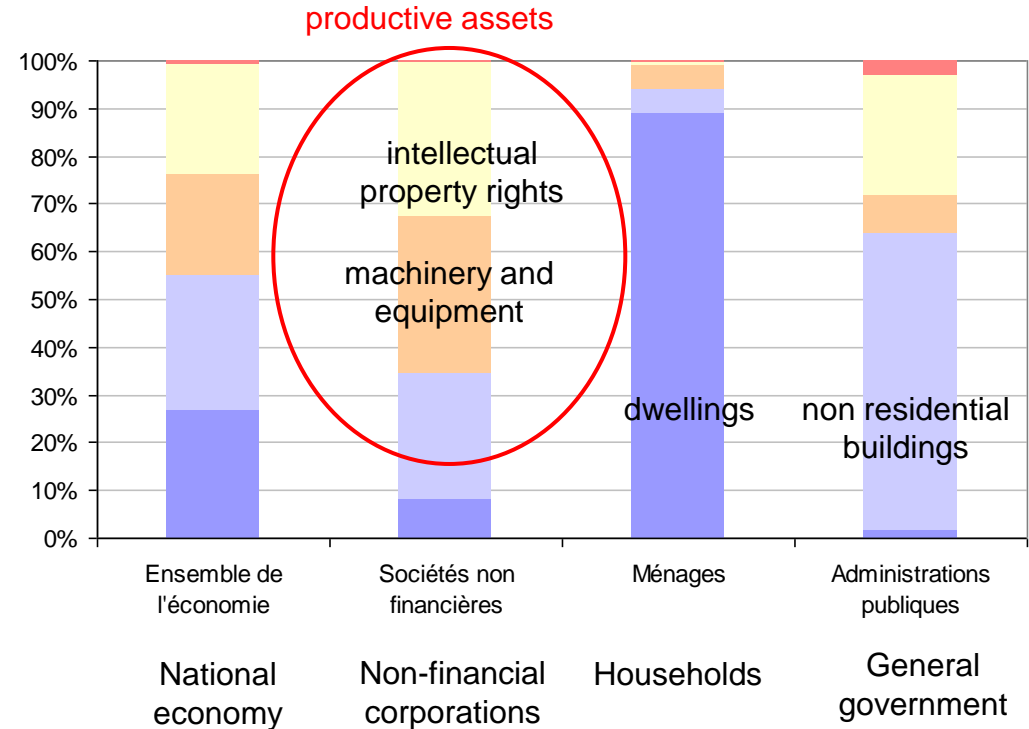 productive assets
100%
90%
80%
70%
60%
50%
40%
30%
20%
10%
0%
intellectual
property rights
machinery and
equipment
dwellings
non residential
buildings
Ensemble de
l'économie
Sociétés non
financières
Ménages
Administrations
publiques
National
economy
Non-financial
corporations
Households
General
government